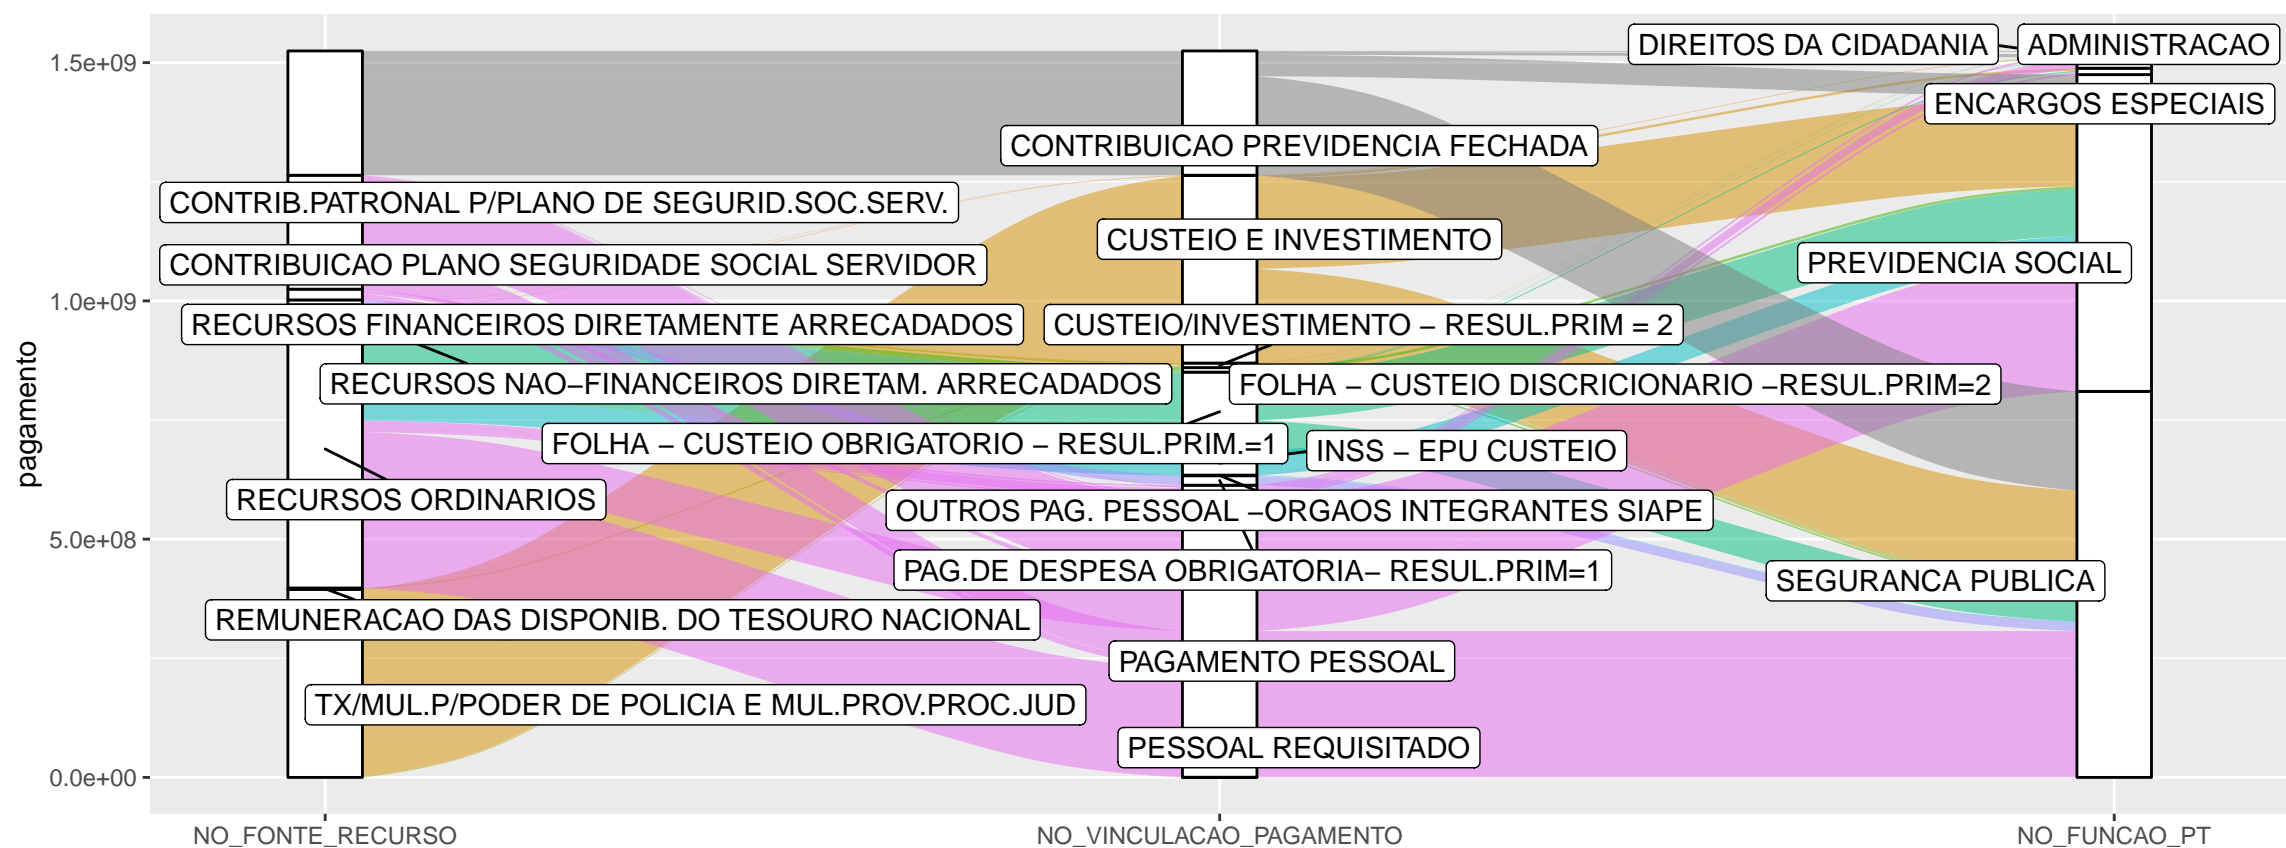 DIREITOS DA CIDADANIA
ADMINISTRACAO
1.5e+09
ENCARGOS ESPECIAIS
CONTRIBUICAO PREVIDENCIA FECHADA
CONTRIB.PATRONAL P/PLANO DE SEGURID.SOC.SERV.
CUSTEIO E INVESTIMENTO
CONTRIBUICAO PLANO SEGURIDADE SOCIAL SERVIDOR
PREVIDENCIA SOCIAL
1.0e+09
RECURSOS FINANCEIROS DIRETAMENTE ARRECADADOS
CUSTEIO/INVESTIMENTO − RESUL.PRIM = 2
RECURSOS NAO−FINANCEIROS DIRETAM. ARRECADADOS
FOLHA − CUSTEIO DISCRICIONARIO −RESUL.PRIM=2
pagamento
FOLHA − CUSTEIO OBRIGATORIO − RESUL.PRIM.=1
INSS − EPU CUSTEIO
RECURSOS ORDINARIOS
OUTROS PAG. PESSOAL −ORGAOS INTEGRANTES SIAPE
5.0e+08
PAG.DE DESPESA OBRIGATORIA− RESUL.PRIM=1
SEGURANCA PUBLICA
REMUNERACAO DAS DISPONIB. DO TESOURO NACIONAL
PAGAMENTO PESSOAL
TX/MUL.P/PODER DE POLICIA E MUL.PROV.PROC.JUD
PESSOAL REQUISITADO
0.0e+00
NO_FONTE_RECURSO
NO_VINCULACAO_PAGAMENTO
NO_FUNCAO_PT